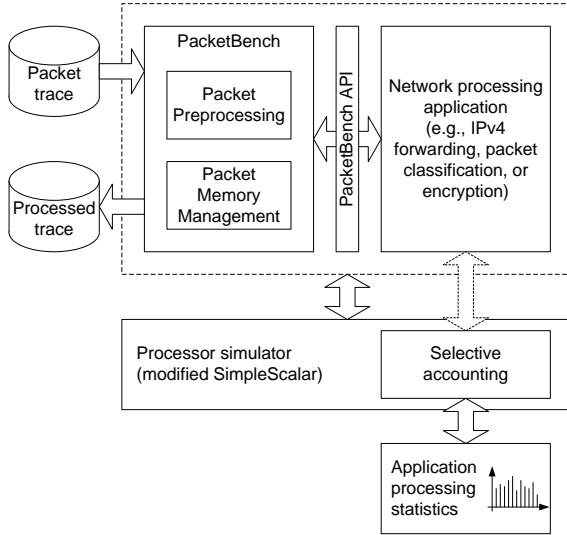 Packet
trace
Processed
trace
PacketBench
Packet
Preprocessing
Packet
Memory
Management
PacketBench API
Network processing
application
(e.g., IPv4
forwarding, packet
classification, or
encryption)
Processor simulator
(modified SimpleScalar)
Selective
accounting
Application
processing
statistics